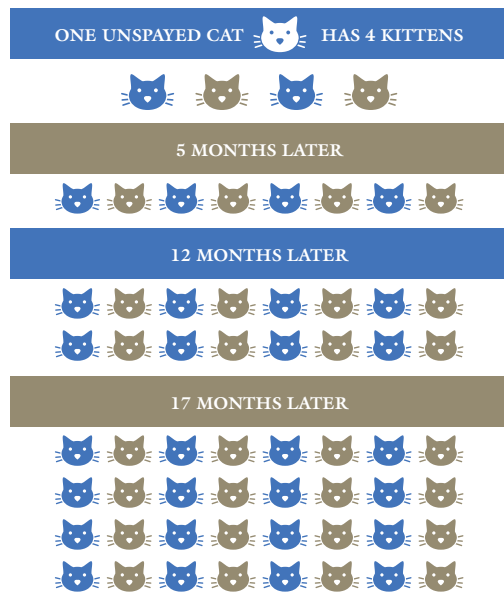 ONE UNSPAYED CAT HAS 4 KITTENS
5 MONTHS LATER
12 MONTHS LATER
17 MONTHS LATER